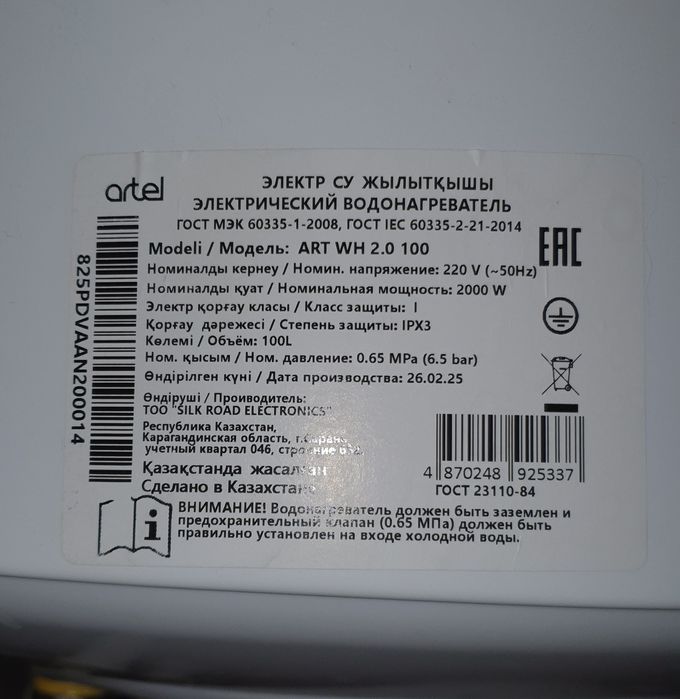 artel
ЭЛЕКТР СУ ЖЫЛЫТҚЫШЫ
ЭЛЕКТРИЧЕСКИЙ ВОДОНАГРЕВАТЕЛЬ
ГОСТ МЭК 60335-1-2008, ГОСТ IEC 60335-2-21-2014
Modeli / Модель: ART WH 2.0 100
EAC
Номиналды кернеу / Номин. напряжение: 220 V (~50Hz)
Номиналды қуат / Номинальная мощность: 2000 W
Электр қорғау класы / Класс защиты: I
Қорғау дәрежесі / Степень защиты: IPX3
Көлемі / Объём: 100L
Ном. қысым / Ном. давление: 0.65 MPa (6.5 bar)
Өндірілген күні / Дата производства: 26.02.25
Өндіруші / Проиводитель:
ТОО "SILK ROAD ELECTRONICS"
Республика Казахстан,
Карагандинская область, г.Сарань
учетный квартал 046, строение
Қазақстанда жасалған
Сделано в Казахстане
825PDVAAN200014
4 870248 925337
ГОСТ 23110-84
ВНИМАНИЕ! Водонагреватель должен быть заземлен и
предохранительный клапан (0.65 МПа) должен быть
правильно установлен на входе холодной воды.